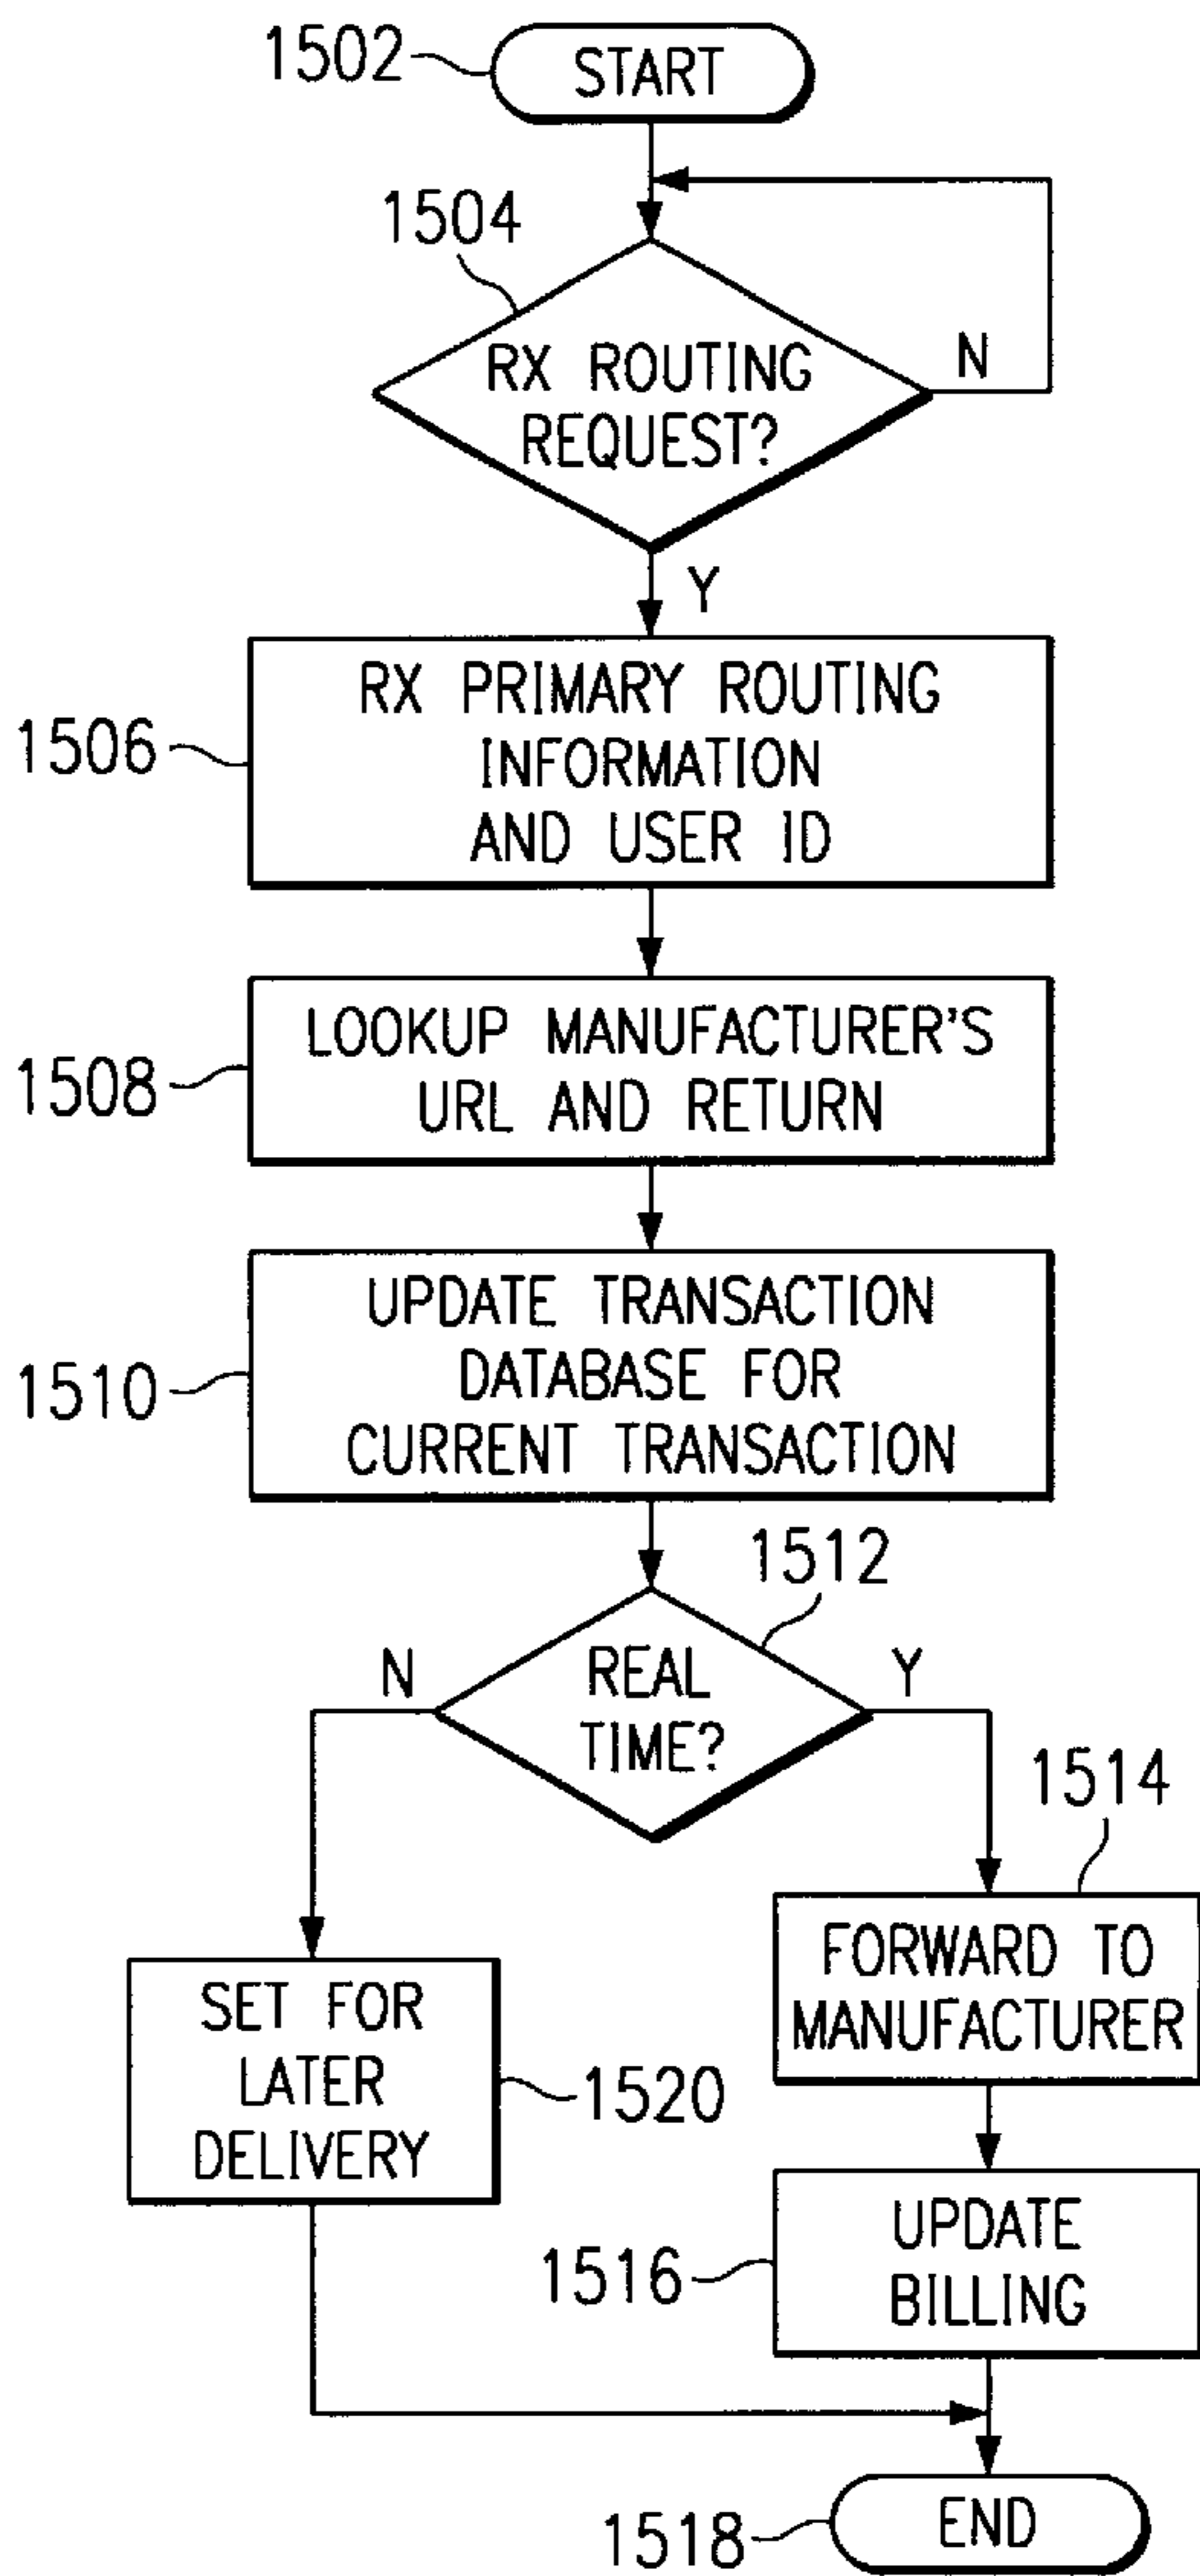 1502
START
1504
RX ROUTING
REQUEST?
N
Y
1506
RX PRIMARY ROUTING
INFORMATION
AND USER ID
1508
LOOKUP MANUFACTURER'S
URL AND RETURN
1510
UPDATE TRANSACTION
DATABASE FOR
CURRENT TRANSACTION
1512
N
REAL
TIME?
Y
1514
FORWARD TO
MANUFACTURER
SET FOR
LATER
DELIVERY
1520
1516
UPDATE
BILLING
1518
END